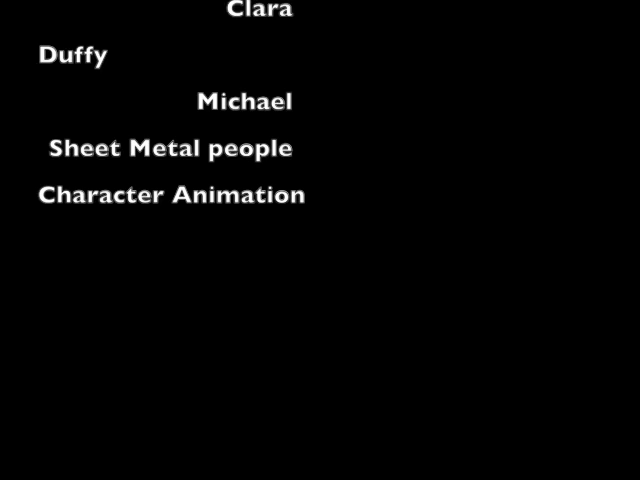 Clara
Duffy
Michael
Sheet Metal people
Character Animation